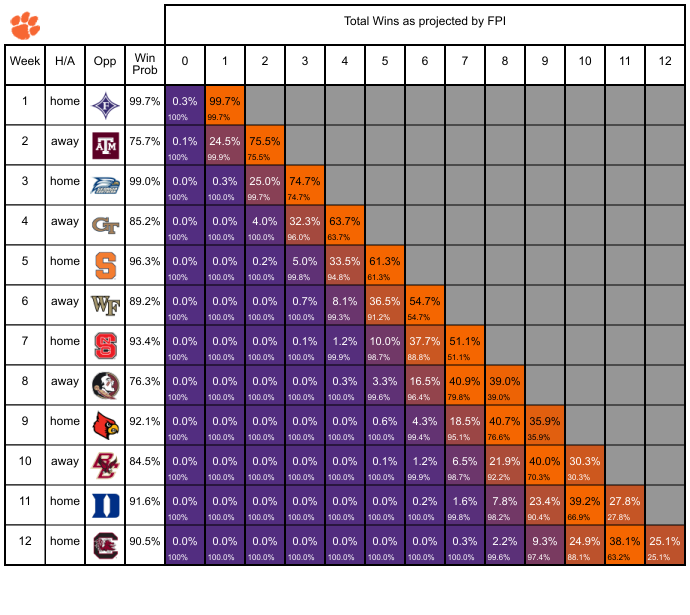 Total Wins as projected by FPI
Week H/A Opp Win Prob 0 1 2 3 4 5 6 7 8 9 10 11 12
1 home F 99.7% 0.3% 99.7%
100% 99.7%
2 away ATM 75.7% 0.1% 24.5% 75.5%
100% 99.9% 75.5%
3 home 99.0% 0.0% 0.3% 25.0% 74.7%
100% 100.0% 99.7% 74.7%
4 away GT 85.2% 0.0% 0.0% 4.0% 32.3% 63.7%
100% 100.0% 100.0% 96.0% 63.7%
5 home S 96.3% 0.0% 0.0% 0.2% 5.0% 33.5% 61.3%
100% 100.0% 100.0% 99.8% 94.8% 61.3%
6 away WF 89.2% 0.0% 0.0% 0.0% 0.7% 8.1% 36.5% 54.7%
100% 100.0% 100.0% 100.0% 99.3% 91.2% 54.7%
7 home S 93.4% 0.0% 0.0% 0.0% 0.1% 1.2% 10.0% 37.7% 51.1%
100% 100.0% 100.0% 100.0% 99.9% 98.7% 88.8% 51.1%
8 away 76.3% 0.0% 0.0% 0.0% 0.0% 0.3% 3.3% 16.5% 40.9% 39.0%
100% 100.0% 100.0% 100.0% 100.0% 99.6% 96.4% 79.8% 39.0%
9 home 92.1% 0.0% 0.0% 0.0% 0.0% 0.0% 0.6% 4.3% 18.5% 40.7% 35.9%
100% 100.0% 100.0% 100.0% 100.0% 100.0% 99.4% 95.1% 76.6% 35.9%
10 away BC 84.5% 0.0% 0.0% 0.0% 0.0% 0.0% 0.1% 1.2% 6.5% 21.9% 40.0% 30.3%
100% 100.0% 100.0% 100.0% 100.0% 100.0% 99.9% 98.7% 92.2% 70.3% 30.3%
11 home D 91.6% 0.0% 0.0% 0.0% 0.0% 0.0% 0.0% 0.2% 1.6% 7.8% 23.4% 39.2% 27.8%
100% 100.0% 100.0% 100.0% 100.0% 100.0% 100.0% 99.8% 98.2% 90.4% 66.9% 27.8%
12 home C 90.5% 0.0% 0.0% 0.0% 0.0% 0.0% 0.0% 0.0% 0.3% 2.2% 9.3% 24.9% 38.1% 25.1%
100% 100.0% 100.0% 100.0% 100.0% 100.0% 100.0% 100.0% 99.6% 97.4% 88.1% 63.2% 25.1%